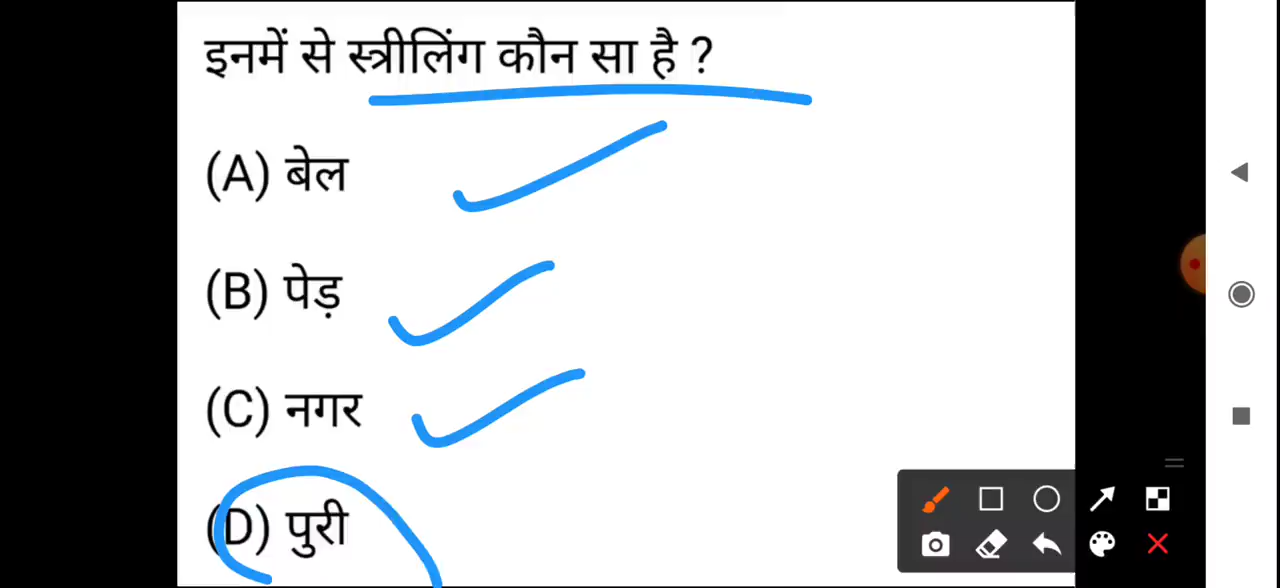 इनमें से स्त्रीलिंग कौन सा है ?
(A) बेल
(B) पेड़
(C) नगर
(D) पुरी